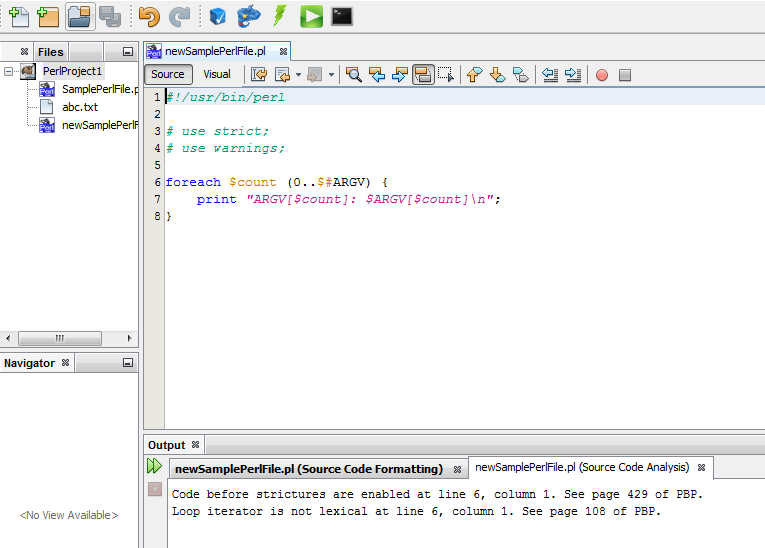 Files
newSamplePerlFile.pl
PerlProject1
Source Visual
SamplePerlFile.p
abc.txt
newSamplePerlF
1 #!/usr/bin/perl
2
3 # use strict;
4 # use warnings;
5
6 foreach $count (0..$#ARGV) {
7 print "ARGV[$count]: $ARGV[$count]\n";
8 }
Navigator
<No View Available>
Output
newSamplePerlFile.pl (Source Code Formatting)
newSamplePerlFile.pl (Source Code Analysis)
Code before strictures are enabled at line 6, column 1. See page 429 of PBP.
Loop iterator is not lexical at line 6, column 1. See page 108 of PBP.